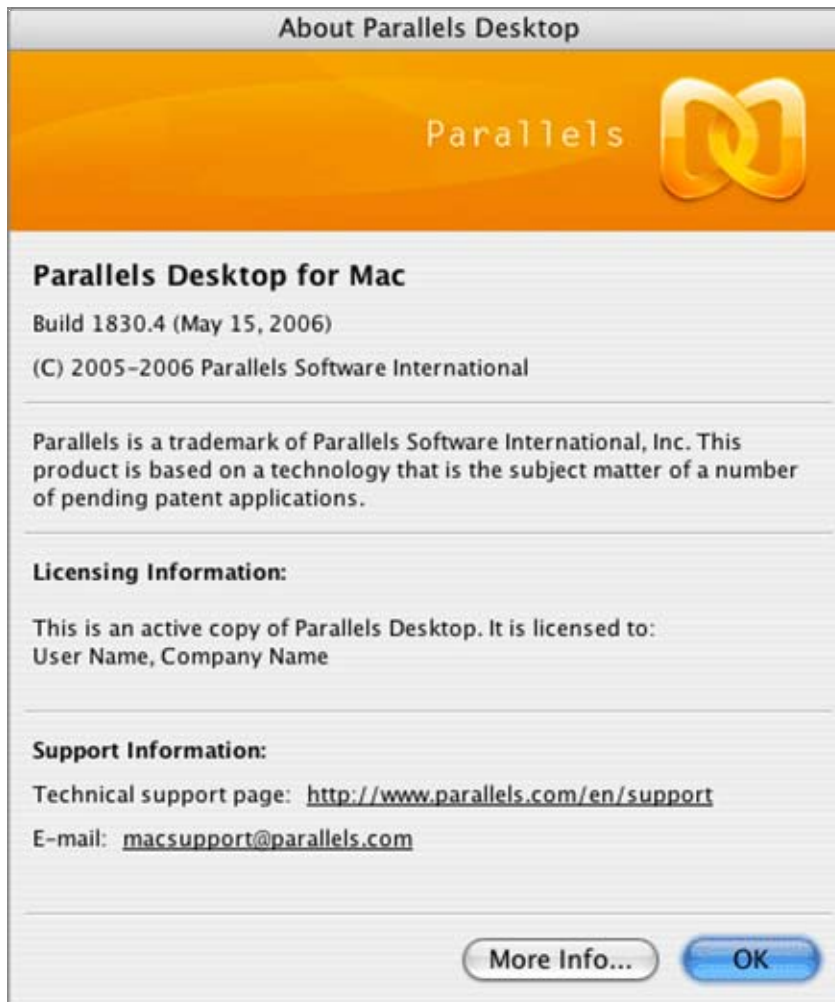 About Parallels Desktop
Parallels
Parallels Desktop for Mac
Build 1830.4 (May 15, 2006)
(C) 2005-2006 Parallels Software International
Parallels is a trademark of Parallels Software International, Inc. This
product is based on a technology that is the subject matter of a number
of pending patent applications.
Licensing Information:
This is an active copy of Parallels Desktop. It is licensed to:
User Name, Company Name
Support Information:
Technical support page: http://www.parallels.com/en/support
E-mail: macsupport@parallels.com
More Info... OK